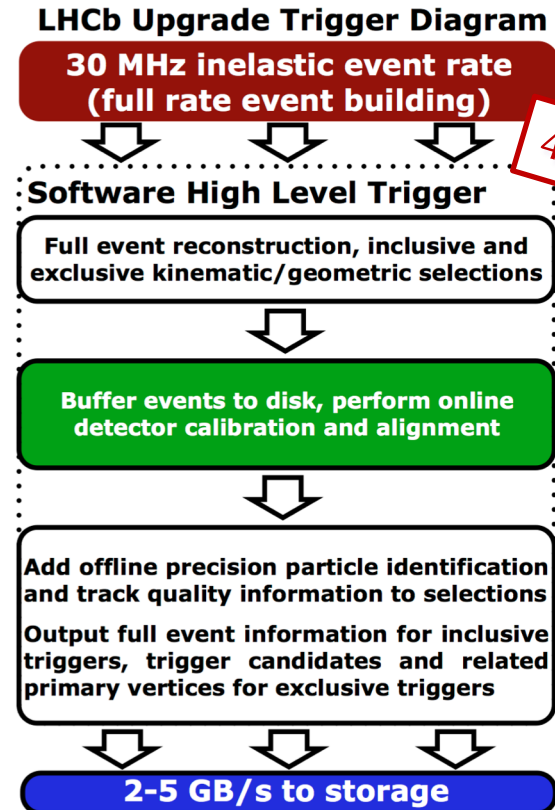 LHCb Upgrade Trigger Diagram
30 MHz inelastic event rate
(full rate event building)
4
Software High Level Trigger
Full event reconstruction, inclusive and
exclusive kinematic/geometric selections
Buffer events to disk, perform online
detector calibration and alignment
Add offline precision particle identification
and track quality information to selections
Output full event information for inclusive
triggers, trigger candidates and related
primary vertices for exclusive triggers
2-5 GB/s to storage